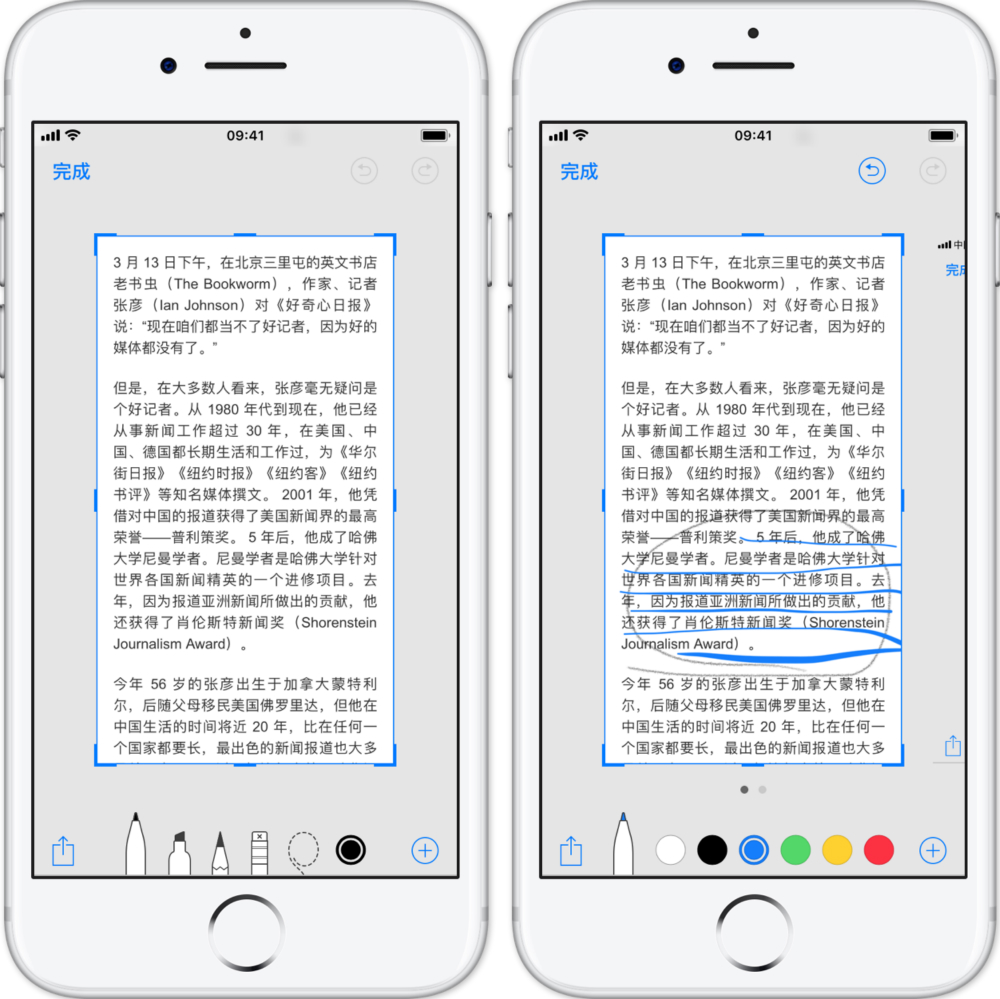 09:41
完成
3 月 13 日下午，在北京三里屯的英文书店
老书虫（The Bookworm），作家、记者
张彦（Ian Johnson）对《好奇心日报》
说：“现在咱们都当不了好记者，因为好的
媒体都没有了。”
但是，在大多数人看来，张彦毫无疑问是
个好记者。从 1980 年代到现在，他已经
从事新闻工作超过 30 年，在美国、中
国、德国都长期生活和工作过，为《华尔
街日报》《纽约时报》《纽约客》《纽约
书评》等知名媒体撰文。 2001 年，他凭
借对中国的报道获得了美国新闻界的最高
荣誉——普利策奖。 5 年后，他成了哈佛
大学尼曼学者。尼曼学者是哈佛大学针对
世界各国新闻精英的一个进修项目。去
年，因为报道亚洲新闻所做出的贡献，他
还获得了肖伦斯特新闻奖（Shorenstein
Journalism Award）。
今年 56 岁的张彦出生于加拿大蒙特利
尔，后随父母移民美国佛罗里达，但他在
中国生活的时间将近 20 年，比在任何一
个国家都要长，最出色的新闻报道也大多
09:41
完成
3 月 13 日下午，在北京三里屯的英文书店
老书虫（The Bookworm），作家、记者
张彦（Ian Johnson）对《好奇心日报》
说：“现在咱们都当不了好记者，因为好的
媒体都没有了。”
但是，在大多数人看来，张彦毫无疑问是
个好记者。从 1980 年代到现在，他已经
从事新闻工作超过 30 年，在美国、中
国、德国都长期生活和工作过，为《华尔
街日报》《纽约时报》《纽约客》《纽约
书评》等知名媒体撰文。 2001 年，他凭
借对中国的报道获得了美国新闻界的最高
荣誉——普利策奖。 5 年后，他成了哈佛
大学尼曼学者。尼曼学者是哈佛大学针对
世界各国新闻精英的一个进修项目。去
年，因为报道亚洲新闻所做出的贡献，他
还获得了肖伦斯特新闻奖（Shorenstein
Journalism Award）。
今年 56 岁的张彦出生于加拿大蒙特利
尔，后随父母移民美国佛罗里达，但他在
中国生活的时间将近 20 年，比在任何一
个国家都要长，最出色的新闻报道也大多